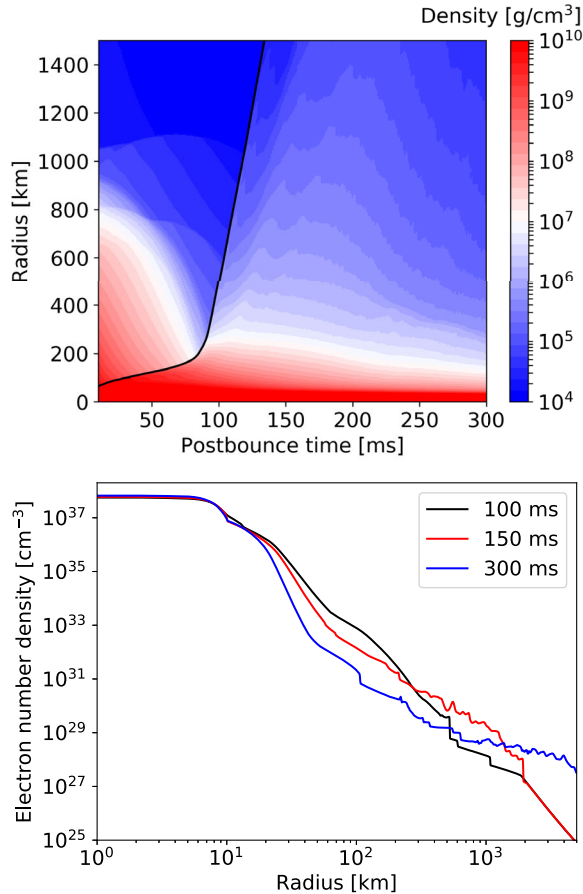 Density [g/cm³]
10¹⁰
10⁹
10⁸
10⁷
10⁶
10⁵
10⁴
Radius [km]
1400
1200
1000
800
600
400
200
0
50 100 150 200 250 300
Postbounce time [ms]
Electron number density [cm⁻³]
10³⁷
10³⁵
10³³
10³¹
10²⁹
10²⁷
10²⁵
100 ms
150 ms
300 ms
10⁰ 10¹ 10² 10³
Radius [km]